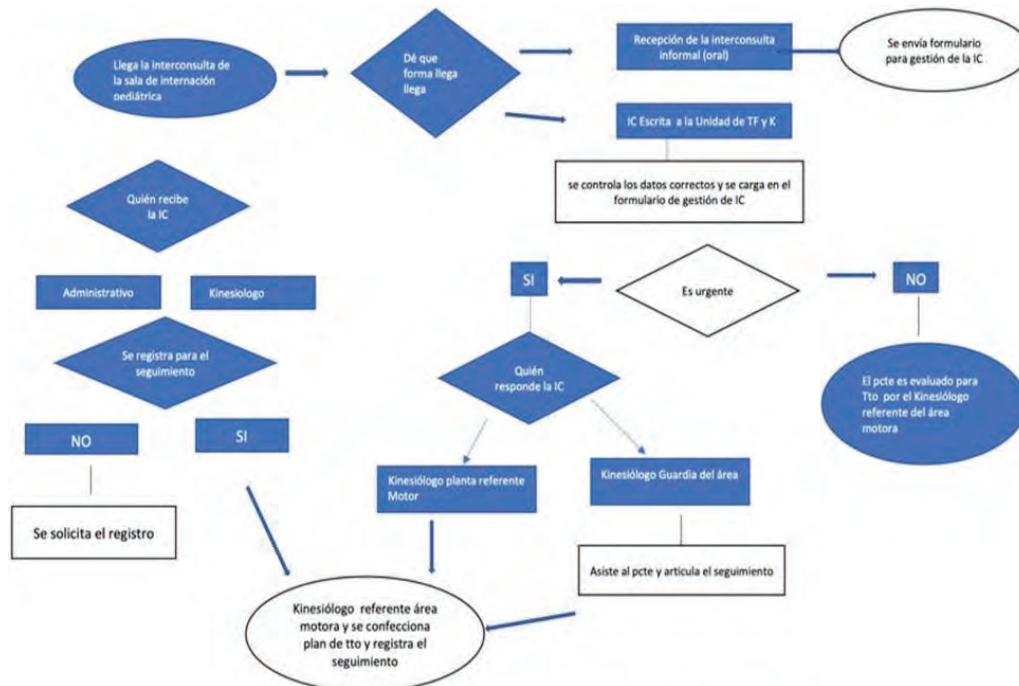 Llega la interconsulta de
la sala de internación
pediátrica
Dé que
forma llega
llega
Recepción de la interconsulta
informal (oral)
Se envía formulario
para gestión de la IC
IC Escrita a la Unidad de TF y K
se controla los datos correctos y se carga en el
formulario de gestión de IC
Quién recibe
la IC
Administrativo
Kinesiologo
Se registra para el
seguimiento
NO
SI
Se solicita el registro
SI
Es urgente
NO
Quién
responde la IC
El pcte es evaluado para
Tto por el Kinesiólogo
referente del área
motora
Kinesiólogo planta referente
Motor
Kinesiólogo Guardia del área
Asiste al pcte y articula el seguimiento
Kinesiólogo referente área
motora y se confecciona
plan de tto y registra el
seguimiento